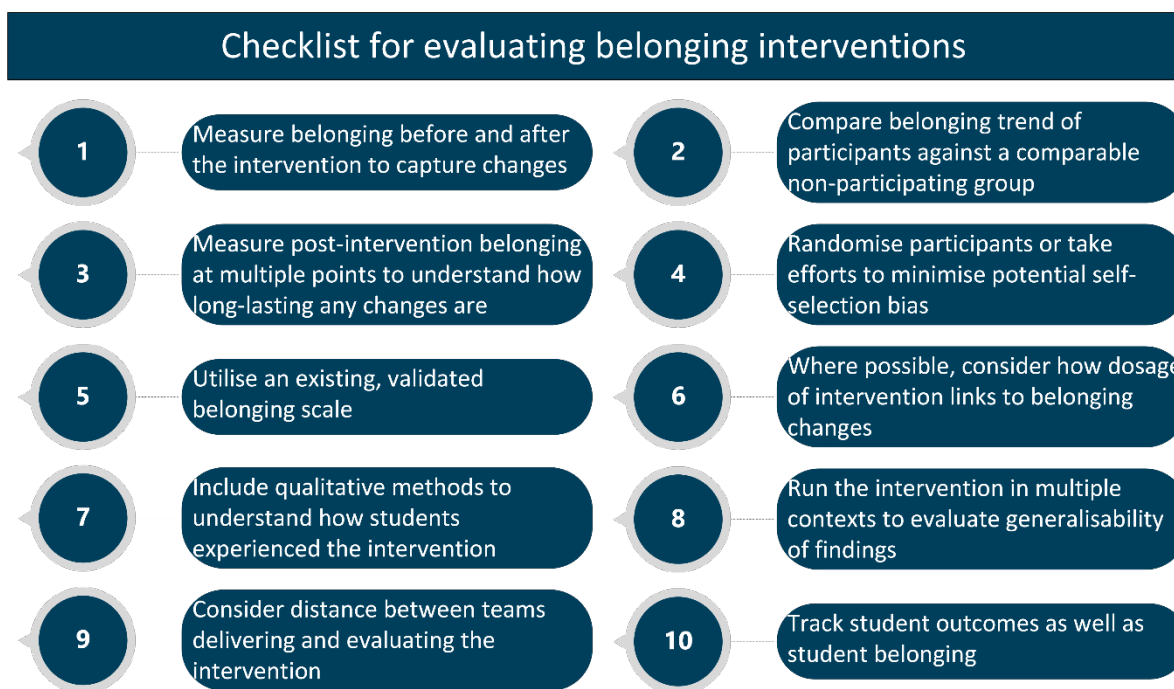 Checklist for evaluating belonging interventions
1
Measure belonging before and after
the intervention to capture changes
2
Compare belonging trend of
participants against a comparable
non-participating group
3
Measure post-intervention belonging
at multiple points to understand how
long-lasting any changes are
4
Randomise participants or take
efforts to minimise potential self-
selection bias
5
Utilise an existing, validated
belonging scale
6
Where possible, consider how dosage
of intervention links to belonging
changes
7
Include qualitative methods to
understand how students
experienced the intervention
8
Run the intervention in multiple
contexts to evaluate generalisability
of findings
9
Consider distance between teams
delivering and evaluating the
intervention
10
Track student outcomes as well as
student belonging